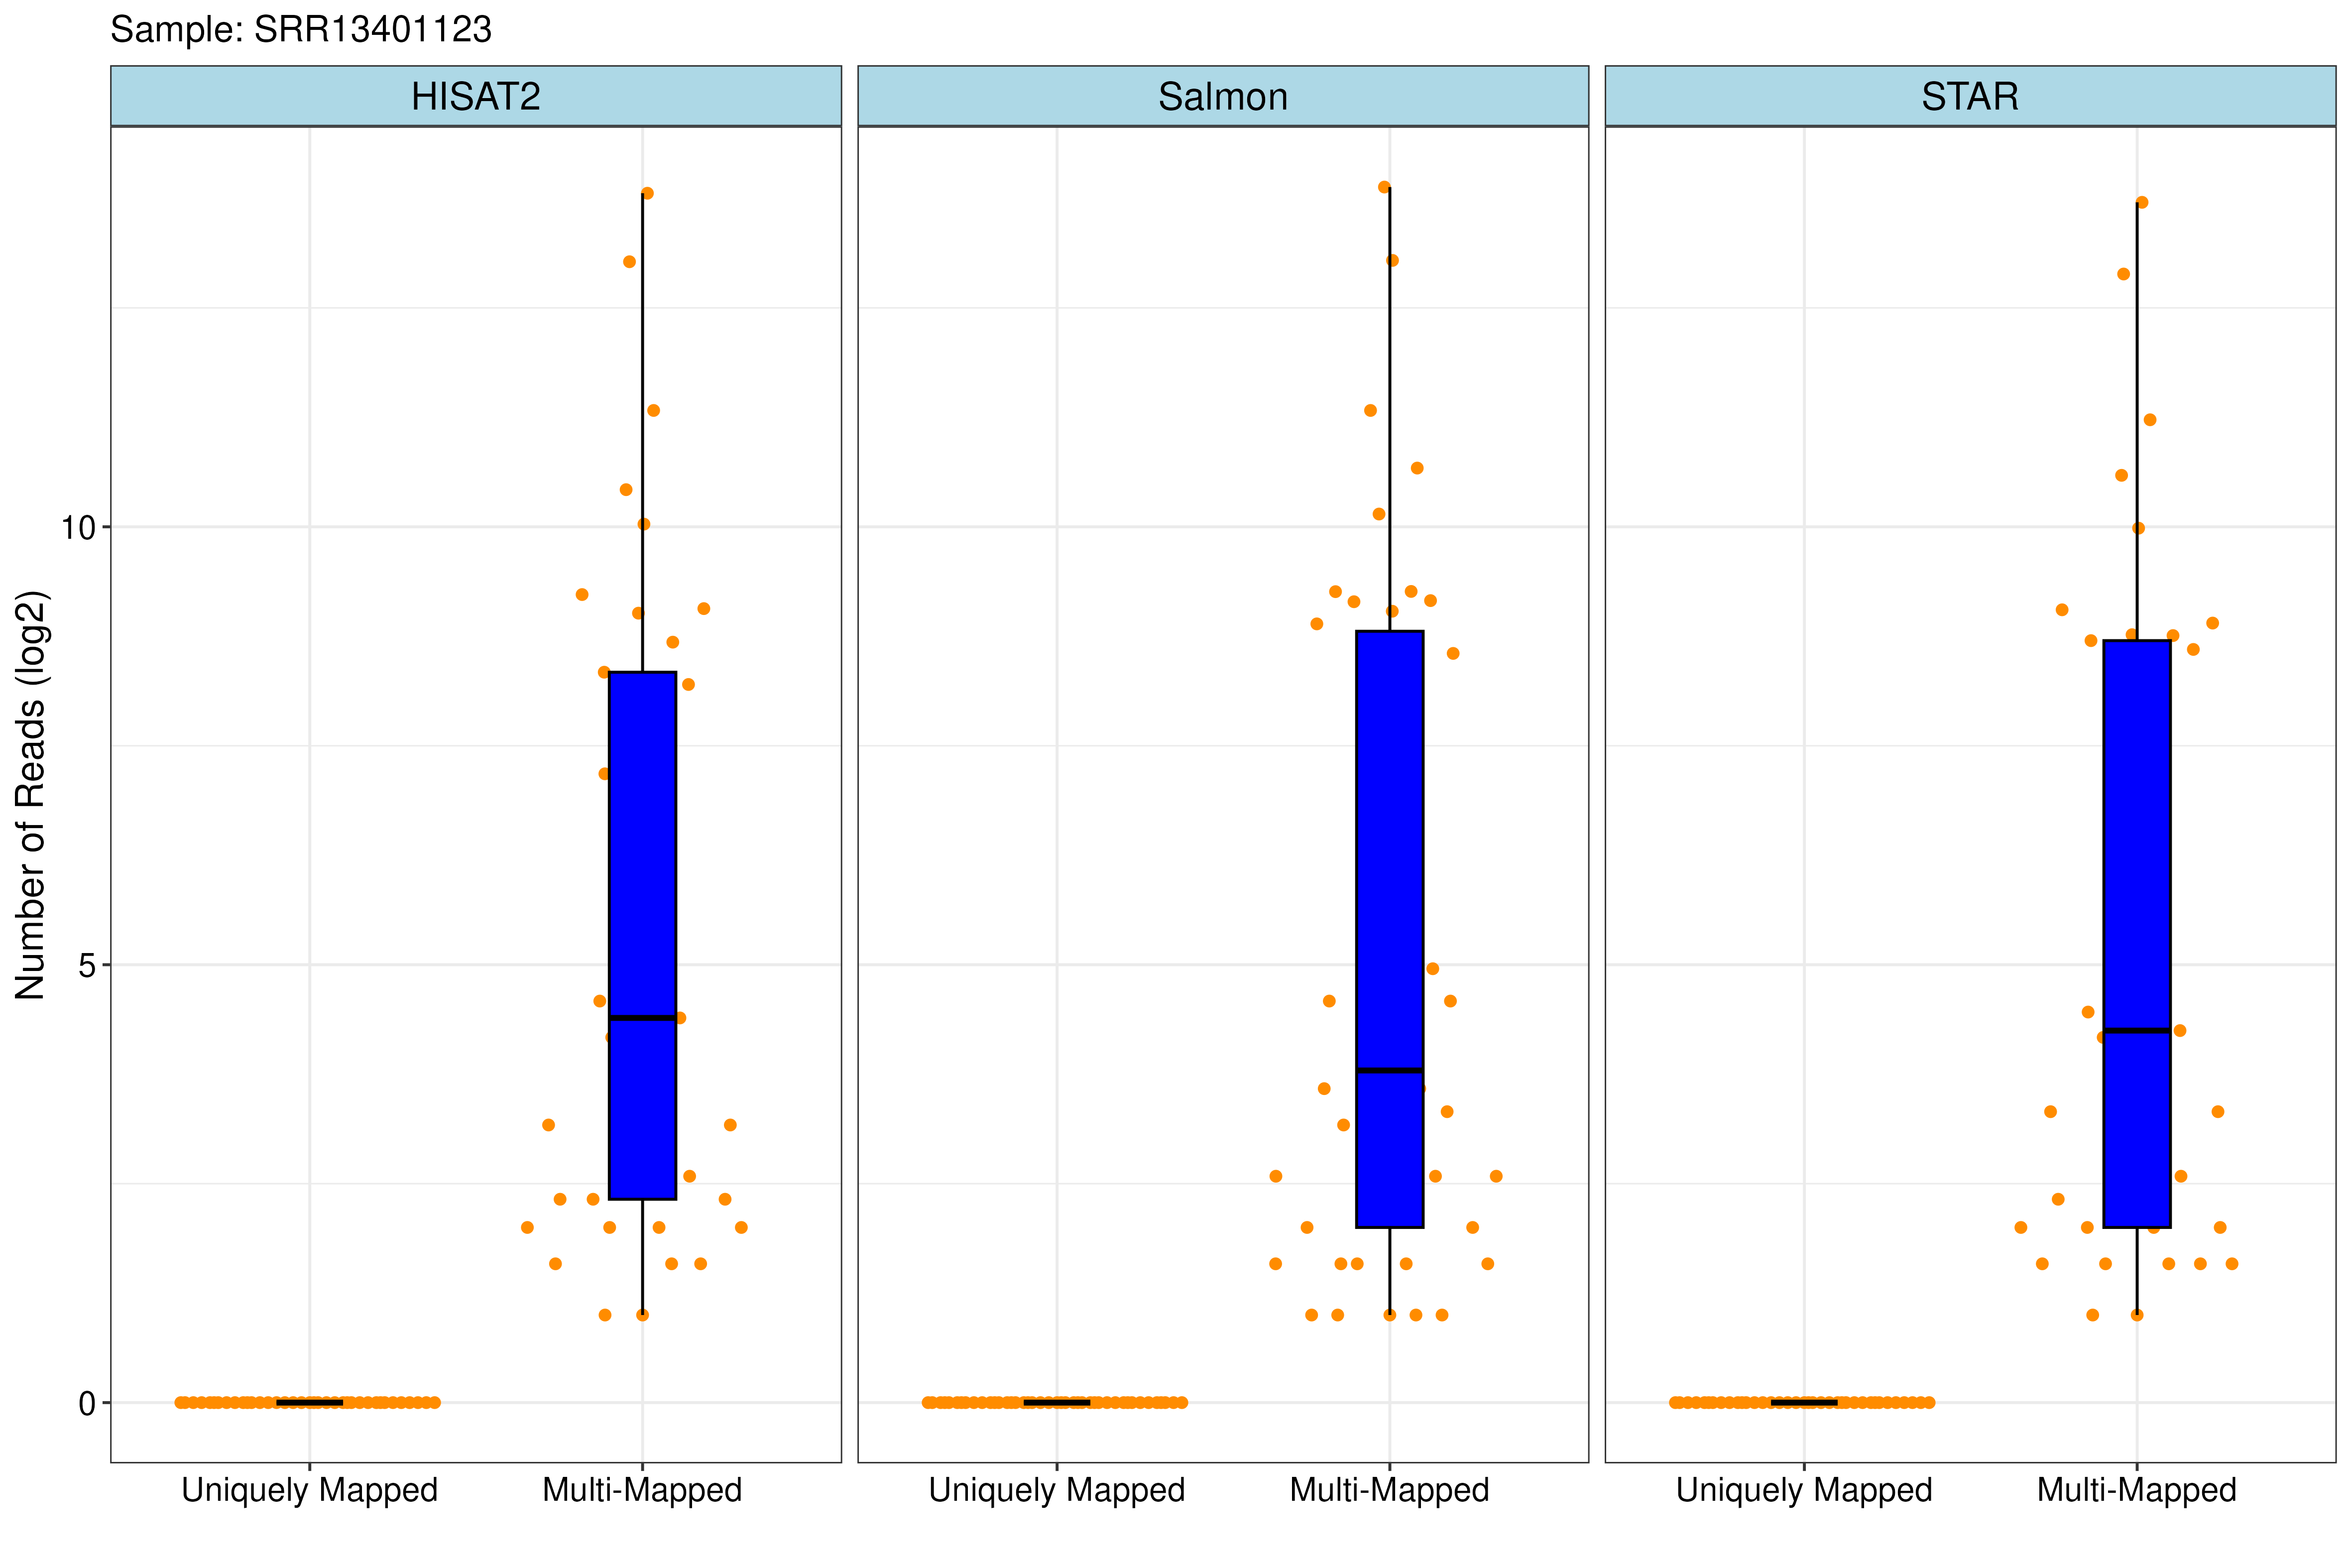 Sample: SRR13401123
HISAT2 Salmon STAR
Number of Reads (log2)
10
5
0
Uniquely Mapped Multi-Mapped Uniquely Mapped Multi-Mapped Uniquely Mapped Multi-Mapped